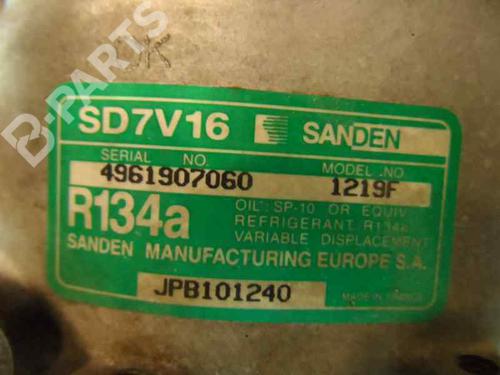 B-PARTS
OK
SD7V16 SANDEN
SERIAL NO. MODEL NO
4961907060 1219F
R134a
OIL: SP-10 OR EQUIV
REFRIGERANT R134a
VARIABLE DISPLACEMENT
SANDEN MANUFACTURING EUROPE S.A.
JPB101240
MADE IN FRANCE